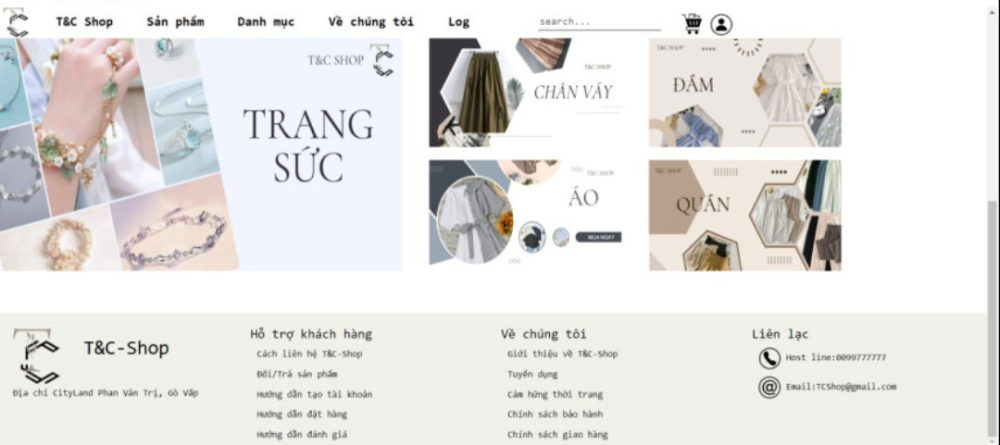 T&C Shop Sản phẩm Danh mục Về chúng tôi Log search...
T&C SHOP
TRANG
SỨC
T&C SHOP
CHÂN VÁY
T&C SHOP
ĐẦM
T&C SHOP
ÁO
MUA NGAY
T&C SHOP
QUẦN
T&C-Shop
Địa chỉ CityLand Phan Văn Trị, Gò Vấp
Hỗ trợ khách hàng
Cách liên hệ T&C-Shop
Đổi/Trả sản phẩm
Hướng dẫn tạo tài khoản
Hướng dẫn đặt hàng
Hướng dẫn đánh giá
Về chúng tôi
Giới thiệu về T&C-Shop
Tuyển dụng
Cảm hứng thời trang
Chính sách bảo hành
Chính sách giao hàng
Liên lạc
Host line:0099777777
Email:TCShop@gmail.com